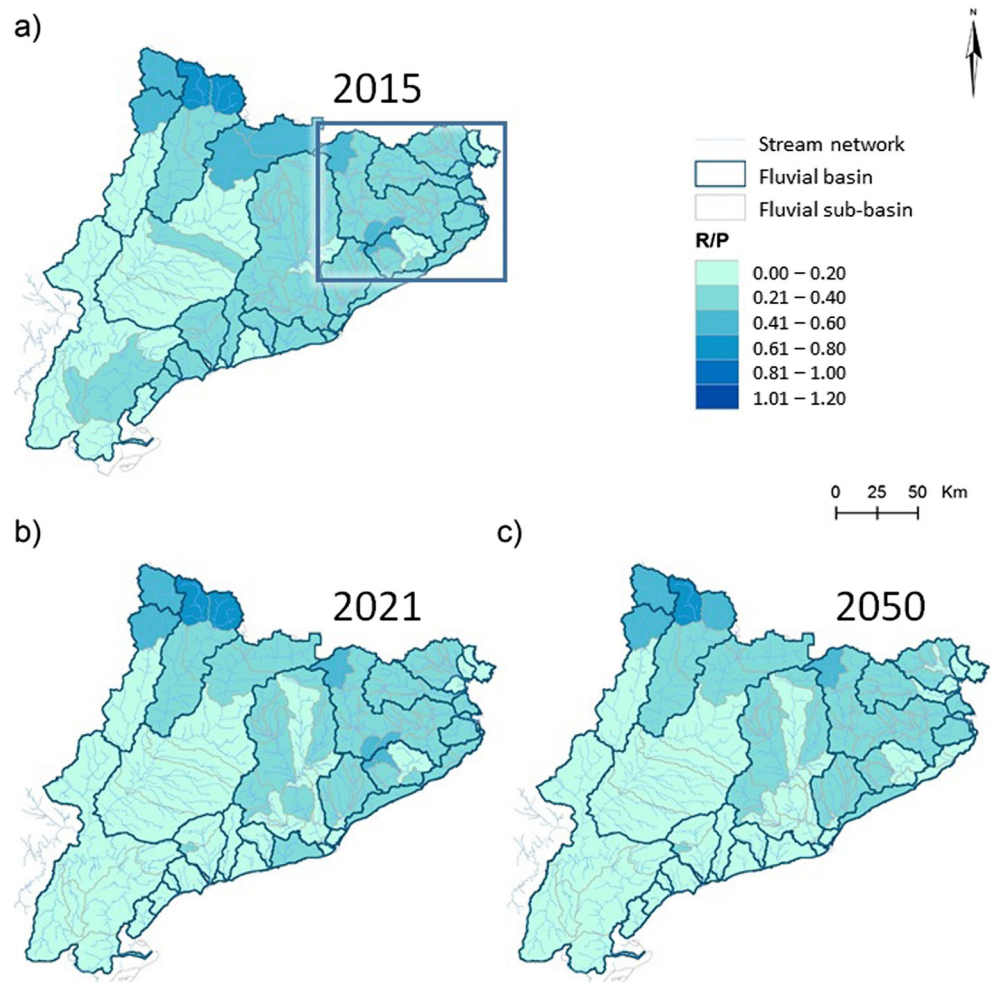 a)
N
2015
Stream network
Fluvial basin
Fluvial sub-basin
R/P
0.00 – 0.20
0.21 – 0.40
0.41 – 0.60
0.61 – 0.80
0.81 – 1.00
1.01 – 1.20
0 25 50 Km
b)
2021
c)
2050